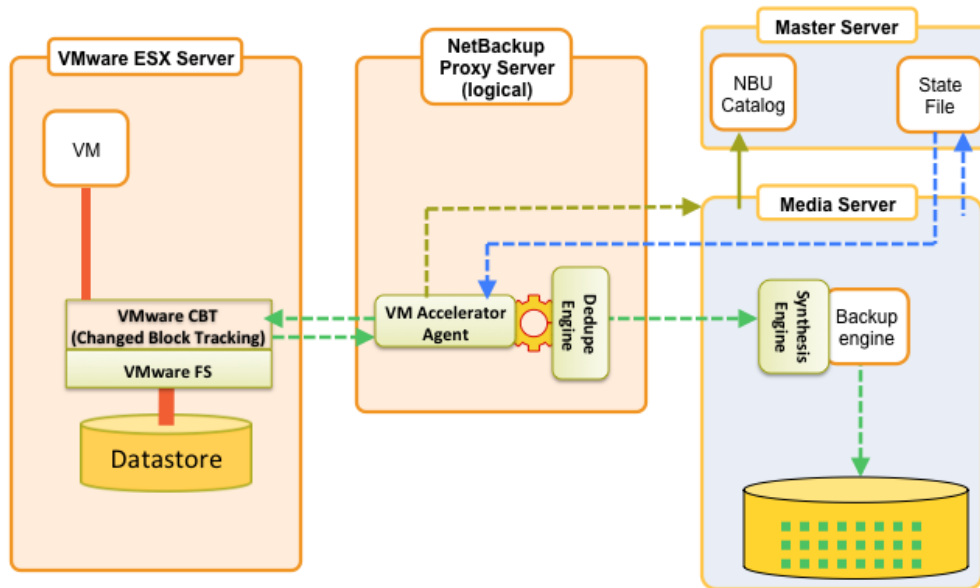 VMware ESX Server
VM
VMware CBT
(Changed Block Tracking)
VMware FS
Datastore
NetBackup
Proxy Server
(logical)
VM Accelerator
Agent
Dedupe
Engine
Master Server
NBU
Catalog
State
File
Media Server
Synthesis
Engine
Backup
engine